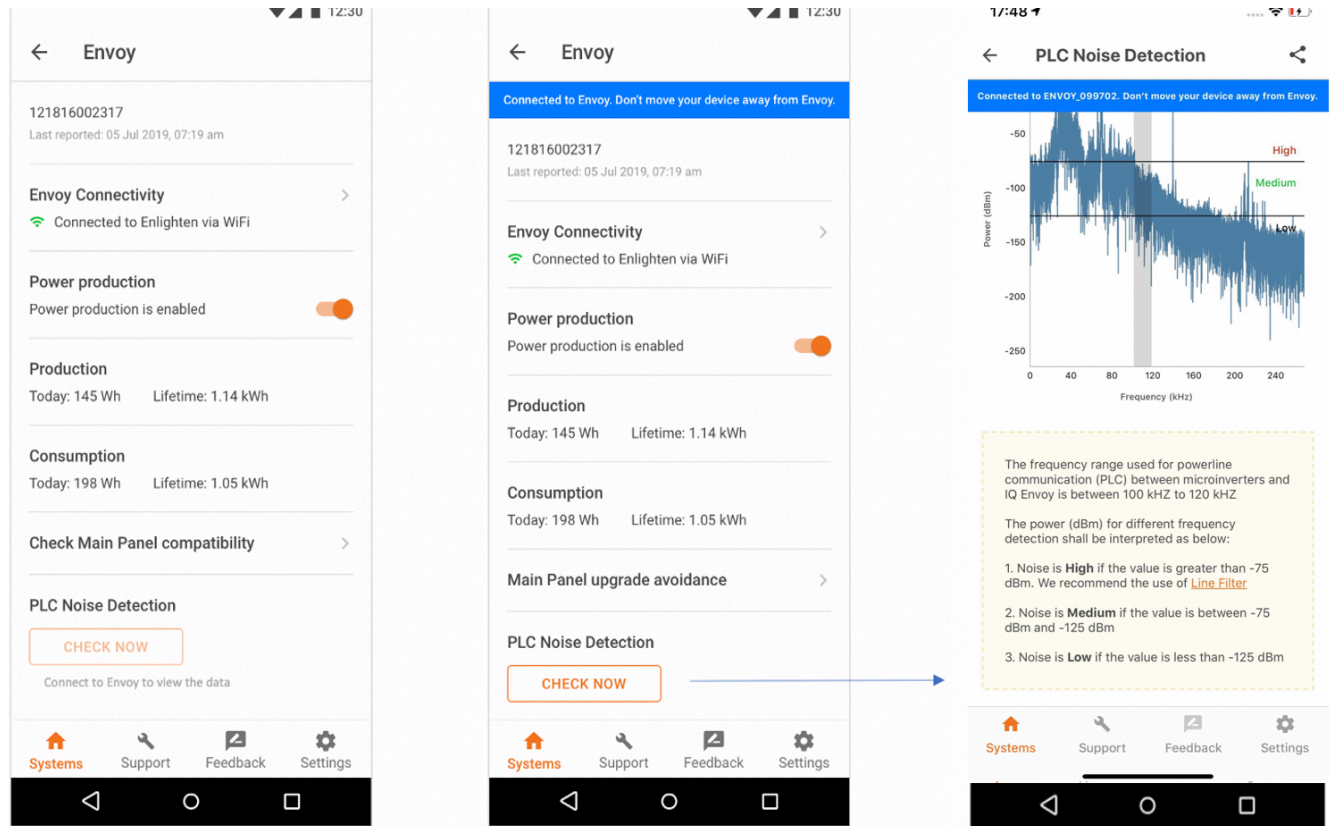 12:30
Envoy
121816002317
Last reported: 05 Jul 2019, 07:19 am
Envoy Connectivity
Connected to Enlighten via WiFi
Power production
Power production is enabled
Production
Today: 145 Wh Lifetime: 1.14 kWh
Consumption
Today: 198 Wh Lifetime: 1.05 kWh
Check Main Panel compatibility
PLC Noise Detection
CHECK NOW
Connect to Envoy to view the data
Systems Support Feedback Settings
12:30
Envoy
Connected to Envoy. Don't move your device away from Envoy.
121816002317
Last reported: 05 Jul 2019, 07:19 am
Envoy Connectivity
Connected to Enlighten via WiFi
Power production
Power production is enabled
Production
Today: 145 Wh Lifetime: 1.14 kWh
Consumption
Today: 198 Wh Lifetime: 1.05 kWh
Main Panel upgrade avoidance
PLC Noise Detection
CHECK NOW
Systems Support Feedback Settings
17:48
PLC Noise Detection
Connected to ENVOY_099702. Don't move your device away from Envoy.
-50
High
Medium
-100
Low
-150
-200
-250
Power (dBm)
0 40 80 120 160 200 240
Frequency (kHz)
The frequency range used for powerline
communication (PLC) between microinverters and
IQ Envoy is between 100 kHZ to 120 kHZ
The power (dBm) for different frequency
detection shall be interpreted as below:
1. Noise is High if the value is greater than -75
dBm. We recommend the use of Line Filter
2. Noise is Medium if the value is between -75
dBm and -125 dBm
3. Noise is Low if the value is less than -125 dBm
Systems Support Feedback Settings